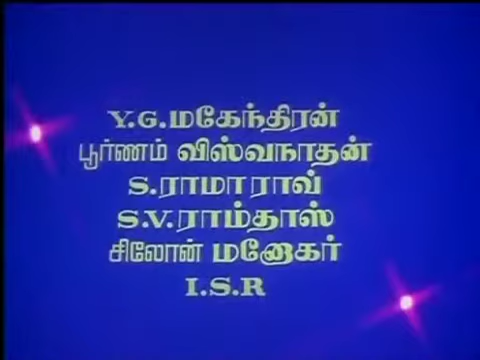 Y.G.மகேந்திரன்
பூர்ணம் விஸ்வநாதன்
S.ராமாராவ்
S.V.ராம்தாஸ்
சிலோன் மனோகர்
I.S.R